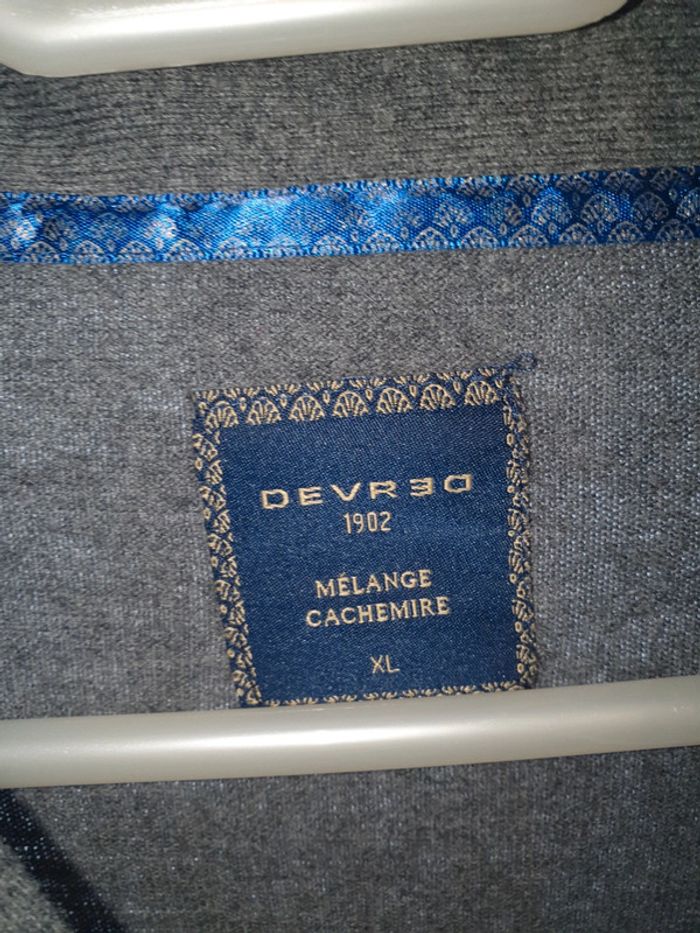 DEVRED
1902
MÉLANGE
CACHEMIRE
XL